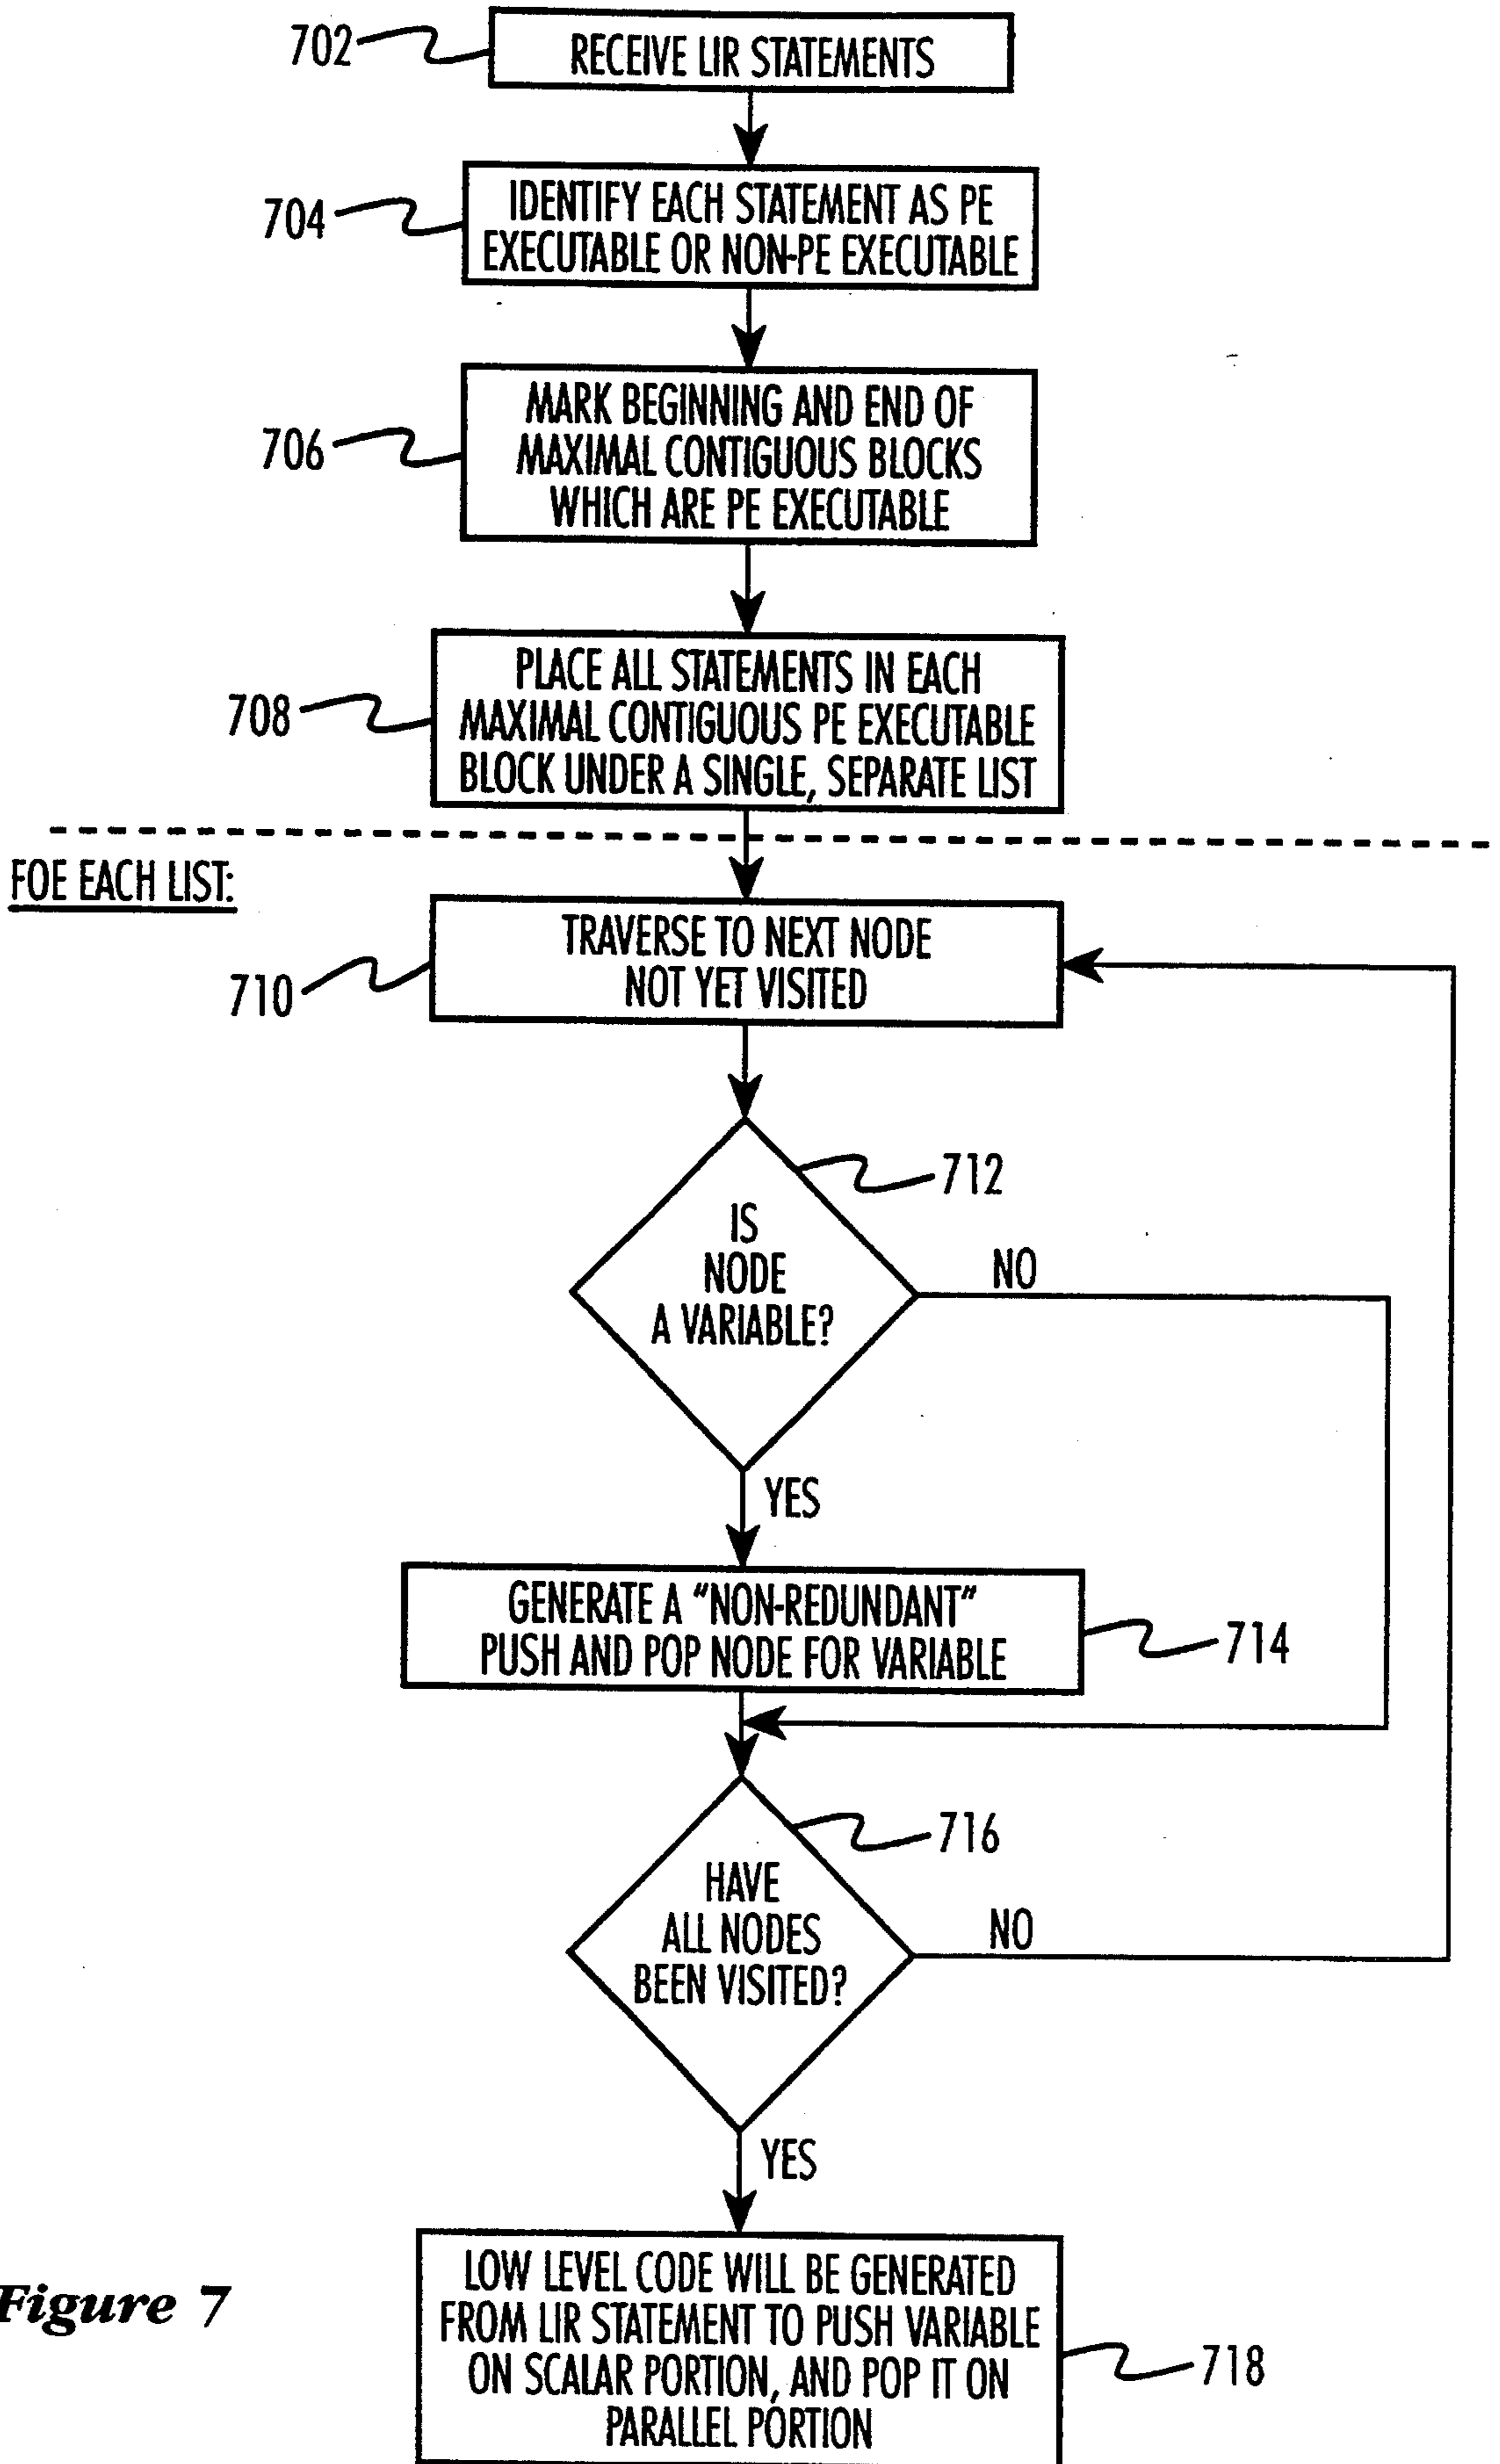 702
RECEIVE LIR STATEMENTS
704
IDENTIFY EACH STATEMENT AS PE
EXECUTABLE OR NON-PE EXECUTABLE
706
MARK BEGINNING AND END OF
MAXIMAL CONTIGUOUS BLOCKS
WHICH ARE PE EXECUTABLE
708
PLACE ALL STATEMENTS IN EACH
MAXIMAL CONTIGUOUS PE EXECUTABLE
BLOCK UNDER A SINGLE, SEPARATE LIST
FOE EACH LIST:
710
TRAVERSE TO NEXT NODE
NOT YET VISITED
712
IS
NODE
A VARIABLE?
NO
YES
GENERATE A "NON-REDUNDANT"
PUSH AND POP NODE FOR VARIABLE
714
716
HAVE
ALL NODES
BEEN VISITED?
NO
YES
LOW LEVEL CODE WILL BE GENERATED
FROM LIR STATEMENT TO PUSH VARIABLE
ON SCALAR PORTION, AND POP IT ON
PARALLEL PORTION
718
Figure 7